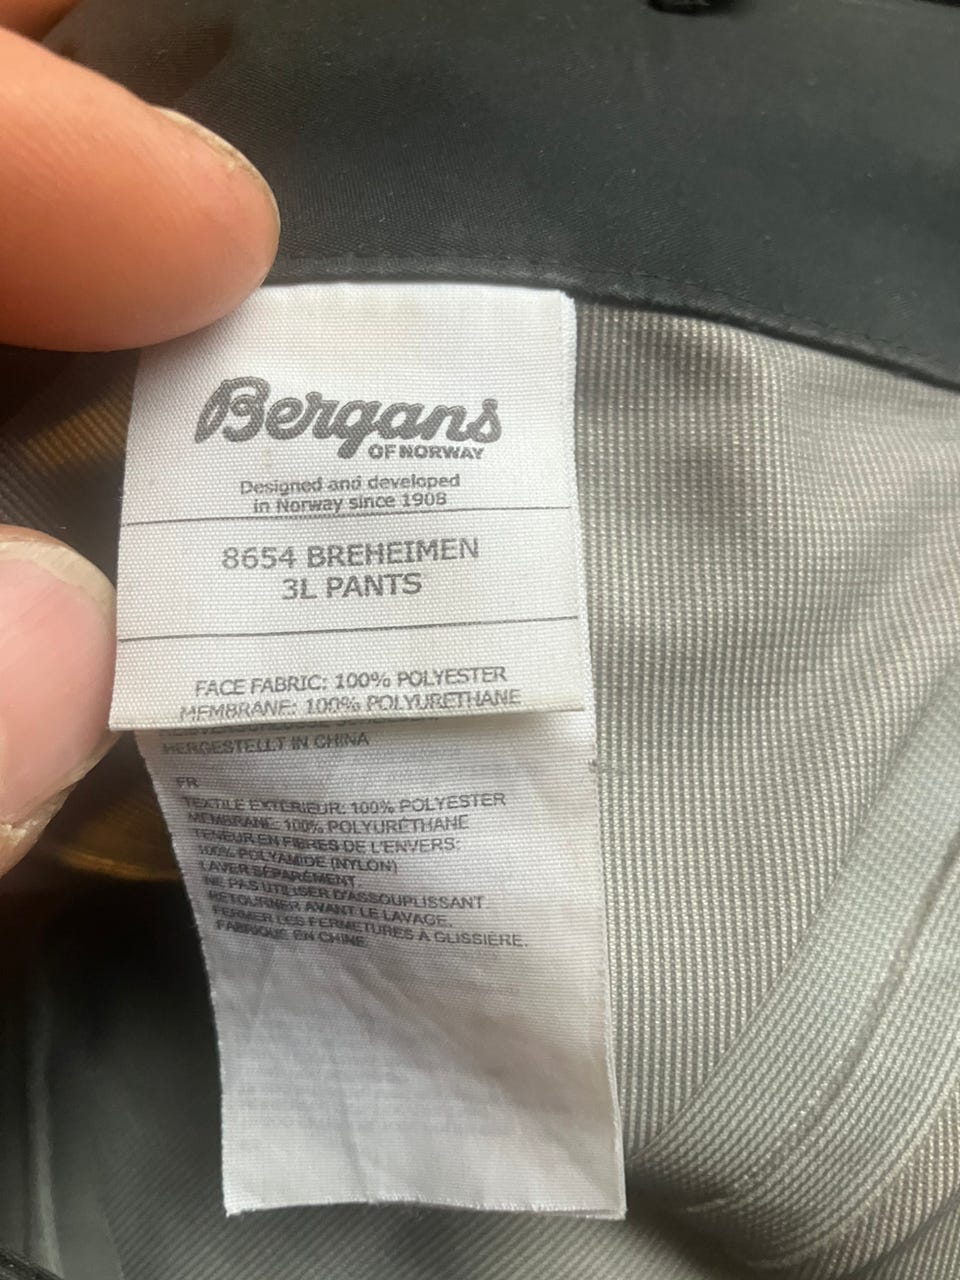 Bergans
OF NORWAY
Designed and developed
in Norway since 1908
8654 BREHEIMEN
3L PANTS
FACE FABRIC: 100% POLYESTER
MEMBRANE: 100% POLYURETHANE
HERGESTELLT IN CHINA
FR
TEXTILE EXTÉRIEUR: 100% POLYESTER
MEMBRANE: 100% POLYURÉTHANE
TENEUR EN FIBRES DE L'ENVERS:
100% POLYAMIDE (NYLON)
LAVER SÉPARÉMENT
NE PAS UTILISER D'ASSOUPLISSANT
RETOURNER AVANT LE LAVAGE.
FERMER LES FERMETURES A GLISSIÈRE.
FABRIQUÉ EN CHINE